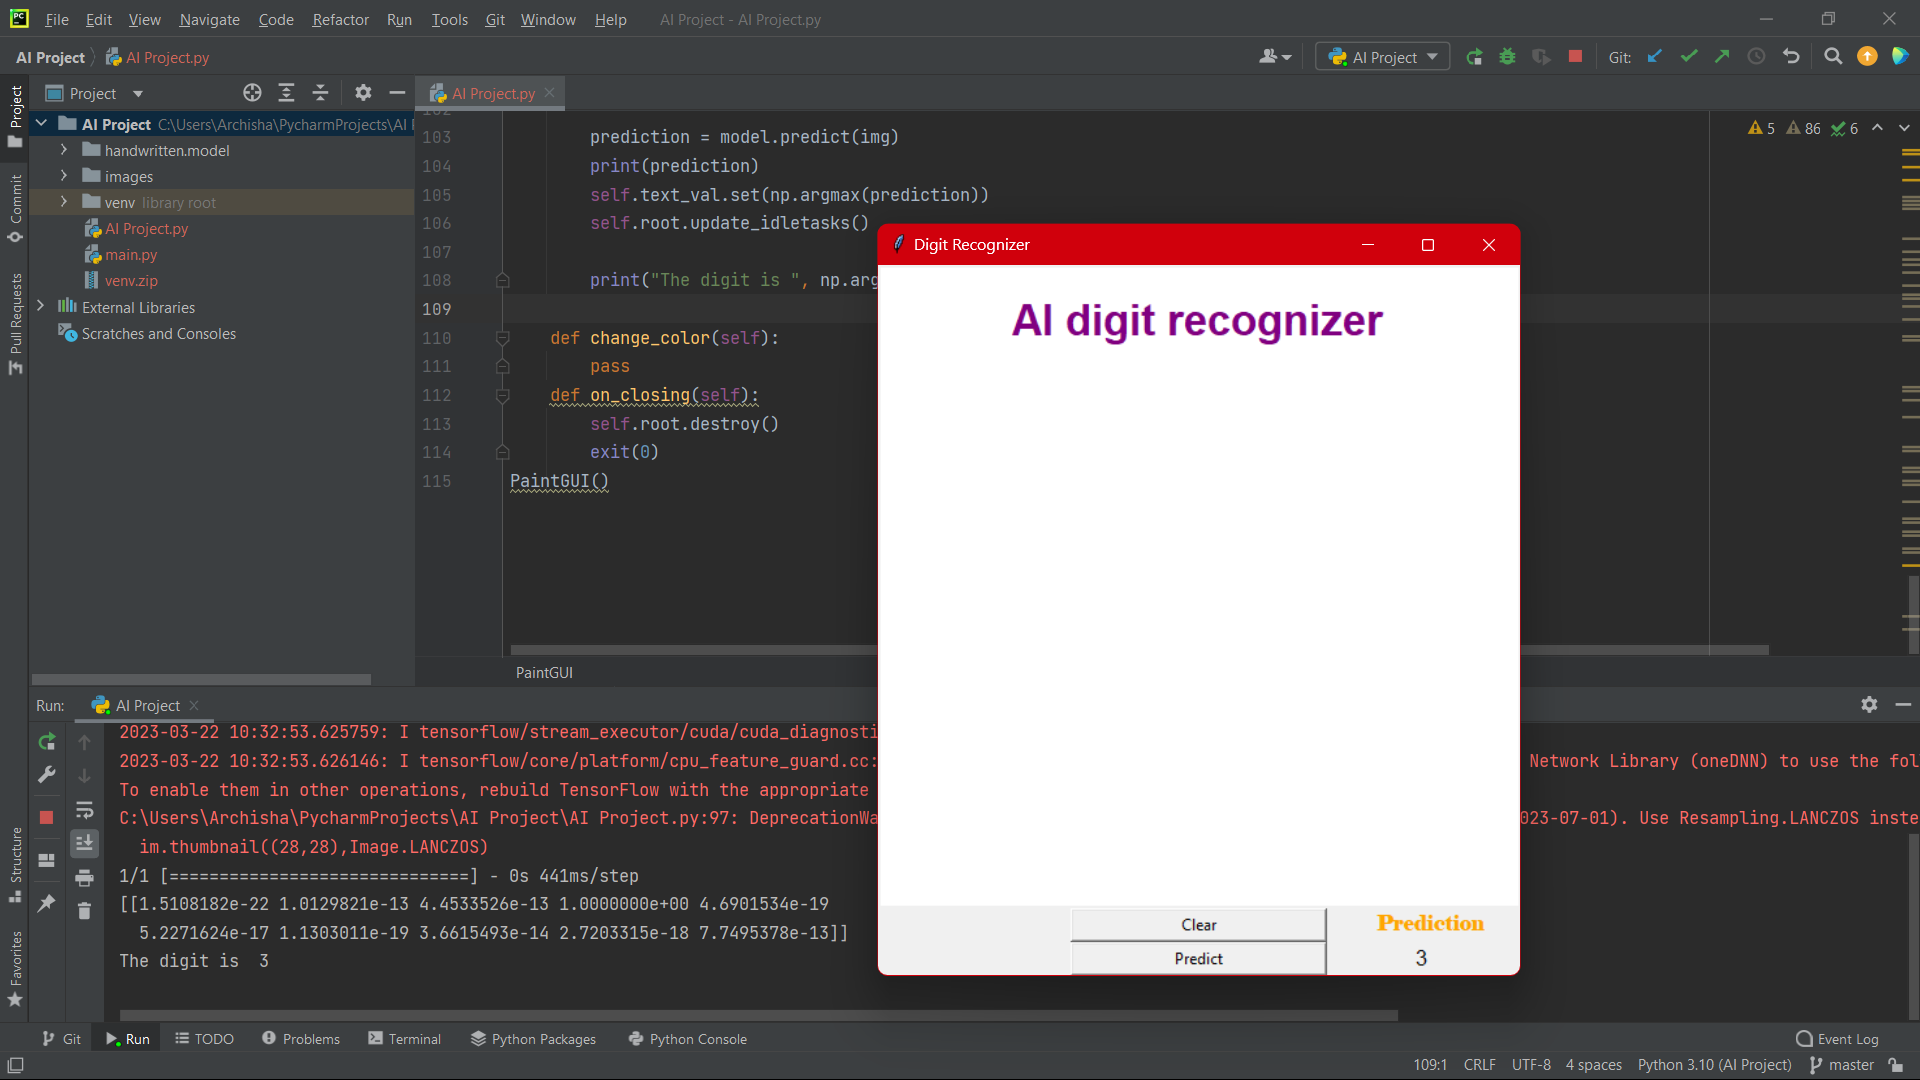 File Edit View Navigate Code Refactor Run Tools Git Window Help AI Project - AI Project.py
AI Project AI Project.py
AI Project Git:
Project
AI Project.py
AI Project C:\Users\Archisha\PycharmProjects\AI
handwritten.model
images
venv library root
AI Project.py
main.py
venv.zip
External Libraries
Scratches and Consoles
Project
Commit
Pull Requests
Structure
Favorites
5 86 6
103 prediction = model.predict(img)
104 print(prediction)
105 self.text_val.set(np.argmax(prediction))
106 self.root.update_idletasks()
107
108 print("The digit is ", np.arg
109
110 def change_color(self):
111 pass
112 def on_closing(self):
113 self.root.destroy()
114 exit(0)
115 PaintGUI()
PaintGUI
Digit Recognizer
AI digit recognizer
Clear
Predict
Prediction
3
Run: AI Project
2023-03-22 10:32:53.625759: I tensorflow/stream_executor/cuda/cuda_diagnosti
2023-03-22 10:32:53.626146: I tensorflow/core/platform/cpu_feature_guard.cc: Network Library (oneDNN) to use the fol
To enable them in other operations, rebuild TensorFlow with the appropriate
C:\Users\Archisha\PycharmProjects\AI Project\AI Project.py:97: DeprecationWa 023-07-01). Use Resampling.LANCZOS inste
im.thumbnail((28,28),Image.LANCZOS)
1/1 [==============================] - 0s 441ms/step
[[1.5108182e-22 1.0129821e-13 4.4533526e-13 1.0000000e+00 4.6901534e-19
5.2271624e-17 1.1303011e-19 3.6615493e-14 2.7203315e-18 7.7495378e-13]]
The digit is 3
Git Run TODO Problems Terminal Python Packages Python Console Event Log
109:1 CRLF UTF-8 4 spaces Python 3.10 (AI Project) master